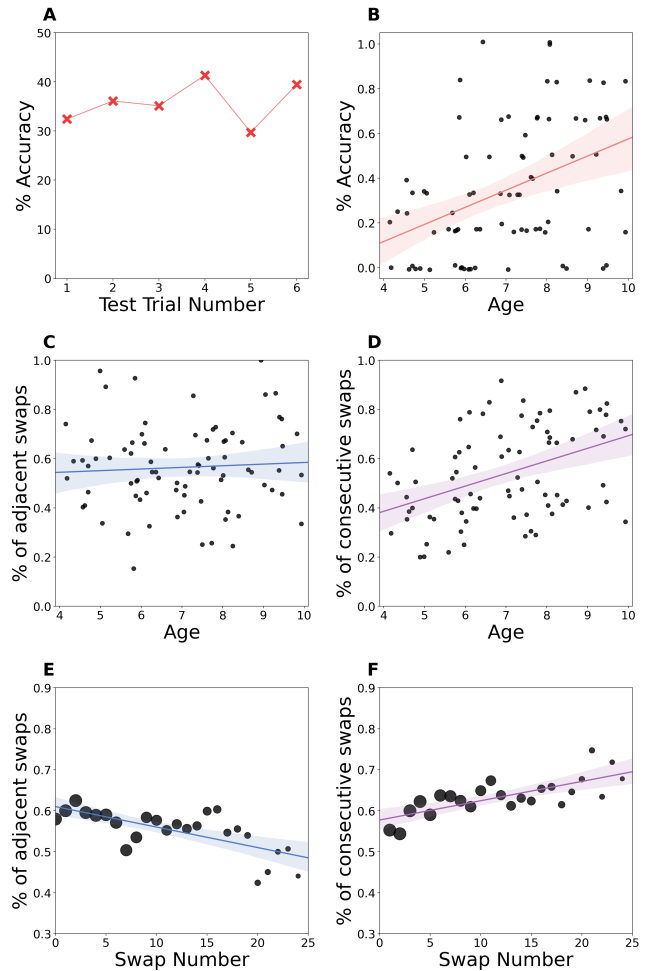 A
50
40
30
20
10
0
% Accuracy
1 2 3 4 5 6
Test Trial Number
B
1.0
0.8
0.6
0.4
0.2
0.0
% Accuracy
4 5 6 7 8 9 10
Age
C
1.0
0.8
0.6
0.4
0.2
0.0
% of adjacent swaps
4 5 6 7 8 9 10
Age
D
1.0
0.8
0.6
0.4
0.2
0.0
% of consecutive swaps
4 5 6 7 8 9 10
Age
E
0.9
0.8
0.7
0.6
0.5
0.4
0.3
% of adjacent swaps
0 5 10 15 20 25
Swap Number
F
0.9
0.8
0.7
0.6
0.5
0.4
0.3
% of consecutive swaps
0 5 10 15 20 25
Swap Number